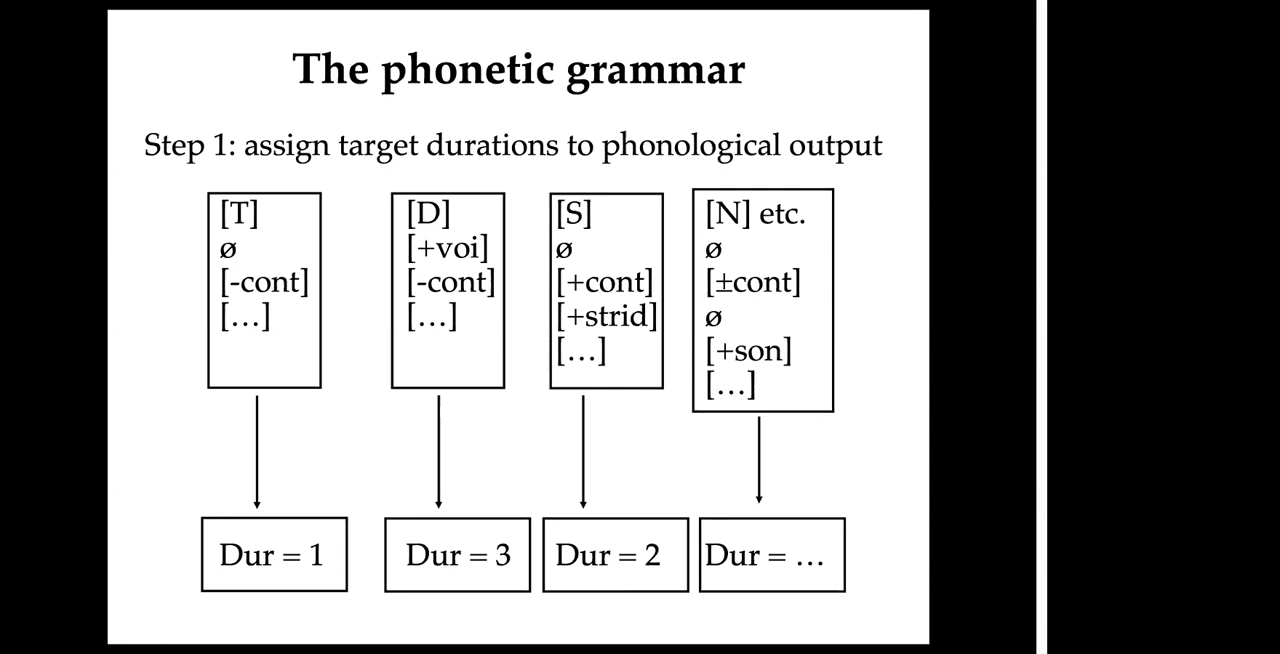 The phonetic grammar
Step 1: assign target durations to phonological output
[T]
ø
[-cont]
[…]
[D]
[+voi]
[-cont]
[…]
[S]
ø
[+cont]
[+strid]
[…]
[N] etc.
ø
[±cont]
ø
[+son]
[…]
Dur = 1
Dur = 3
Dur = 2
Dur = …